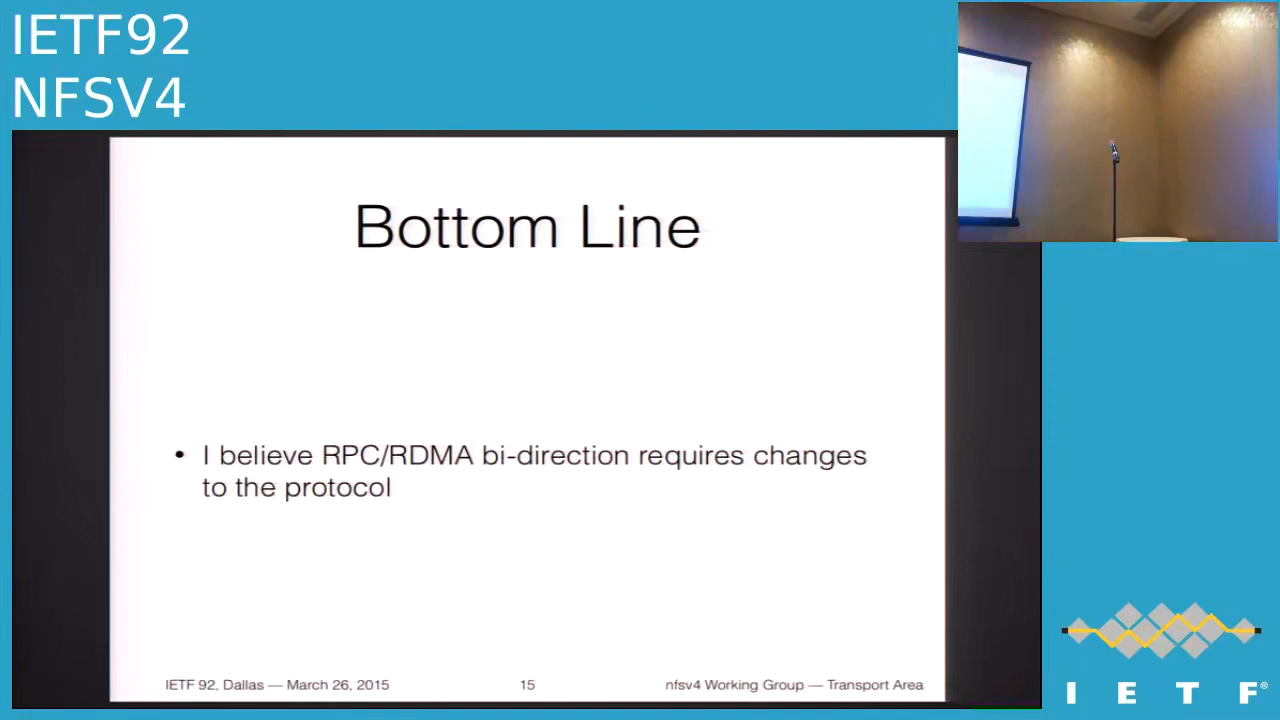 IETF92
NFSV4
Bottom Line
• I believe RPC/RDMA bi-direction requires changes
to the protocol
IETF 92, Dallas — March 26, 2015
15
nfsv4 Working Group — Transport Area
I E T F®